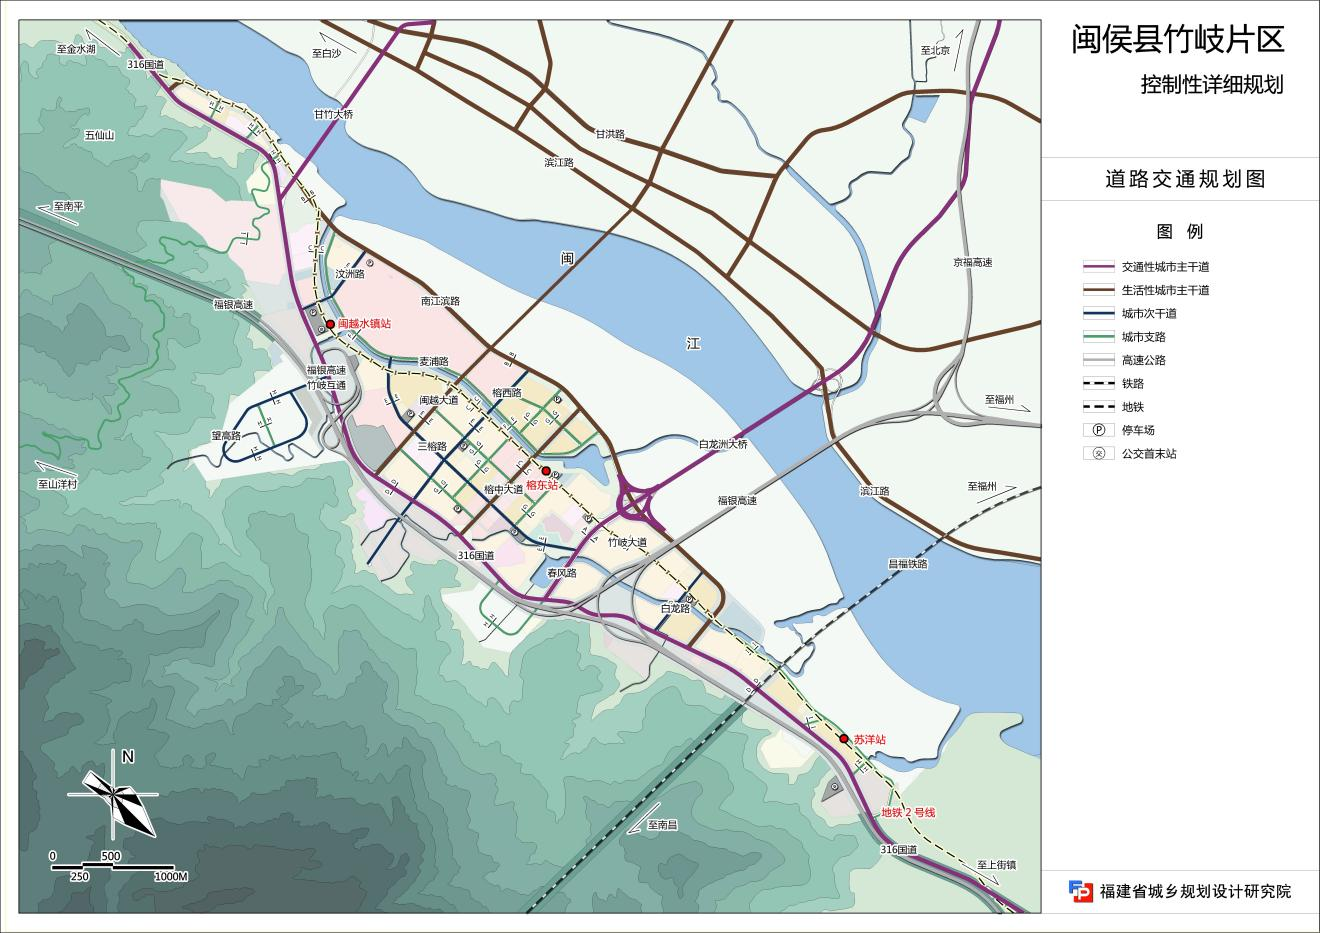 闽侯县竹岐片区
控制性详细规划
道路交通规划图
图 例
交通性城市主干道
生活性城市主干道
城市次干道
城市支路
高速公路
铁路
地铁
P 停车场
公交首末站
福建省城乡规划设计研究院
至金水湖
316国道
至白沙
至北京
甘竹大桥
五仙山
甘洪路
滨江路
至南平
闽
京福高速
汶洲路
南江滨路
福银高速
闽越水镇站
江
麦浦路
福银高速
竹岐互通
闽越大道
榕西路
至福州
望高路
三榕路
白龙洲大桥
至山洋村
榕中大道
榕东站
福银高速
滨江路
至福州
竹岐大道
316国道
春风路
昌福铁路
白龙路
苏洋站
地铁2号线
至南昌
316国道
至上街镇
N
0
500
250
1000M